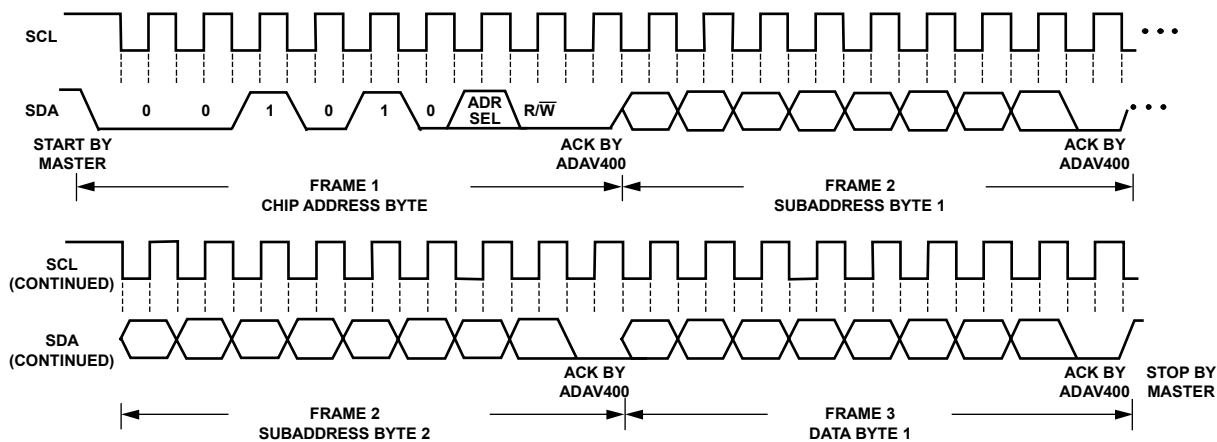 SCL
SDA
0 0 1 0 1 0 ADR SEL R/W̅
START BY
MASTER
ACK BY
ADAV400
ACK BY
ADAV400
FRAME 1
CHIP ADDRESS BYTE
FRAME 2
SUBADDRESS BYTE 1
SCL
(CONTINUED)
SDA
(CONTINUED)
ACK BY
ADAV400
ACK BY
ADAV400
STOP BY
MASTER
FRAME 2
SUBADDRESS BYTE 2
FRAME 3
DATA BYTE 1